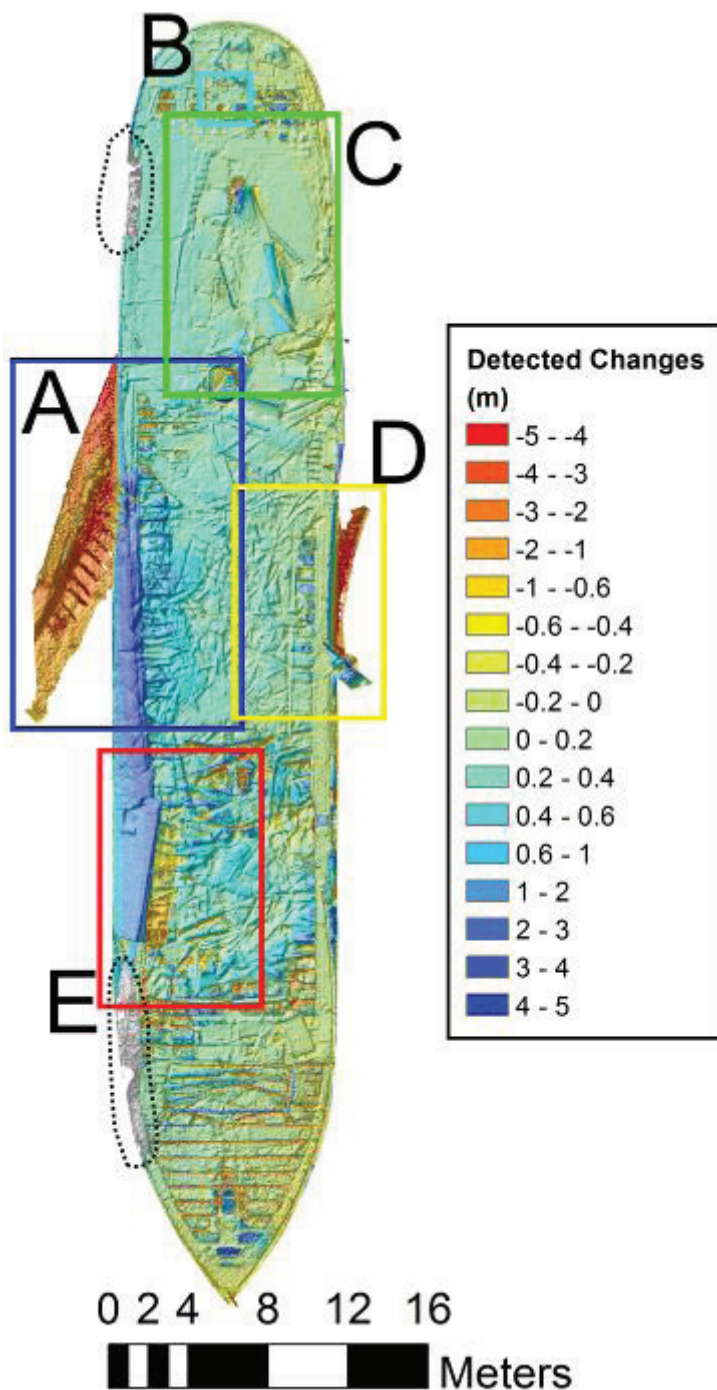 B
C
A
D
E
Detected Changes
(m)
-5 - -4
-4 - -3
-3 - -2
-2 - -1
-1 - -0.6
-0.6 - -0.4
-0.4 - -0.2
-0.2 - 0
0 - 0.2
0.2 - 0.4
0.4 - 0.6
0.6 - 1
1 - 2
2 - 3
3 - 4
4 - 5
0 2 4 8 12 16
Meters